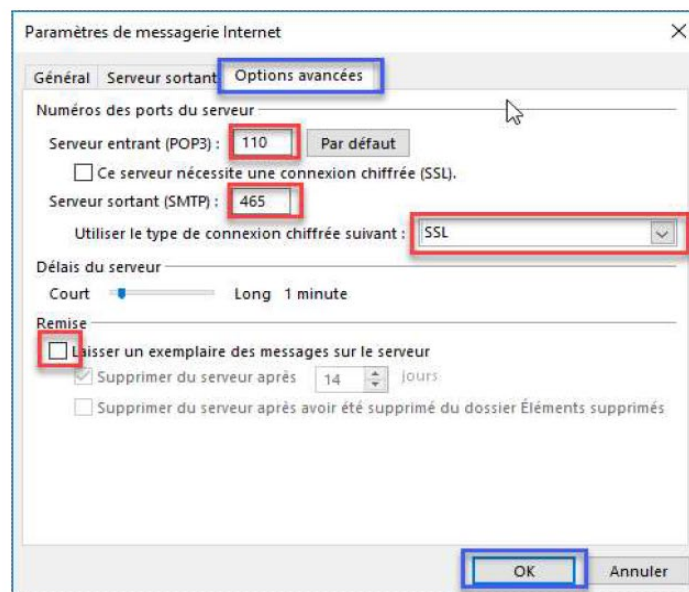 Paramètres de messagerie Internet
Général Serveur sortant Options avancées
Numéros des ports du serveur
Serveur entrant (POP3) : 110 Par défaut
Ce serveur nécessite une connexion chiffrée (SSL).
Serveur sortant (SMTP) : 465
Utiliser le type de connexion chiffrée suivant : SSL
Délais du serveur
Court Long 1 minute
Remise
Laisser un exemplaire des messages sur le serveur
Supprimer du serveur après 14 jours
Supprimer du serveur après avoir été supprimé du dossier Éléments supprimés
OK Annuler